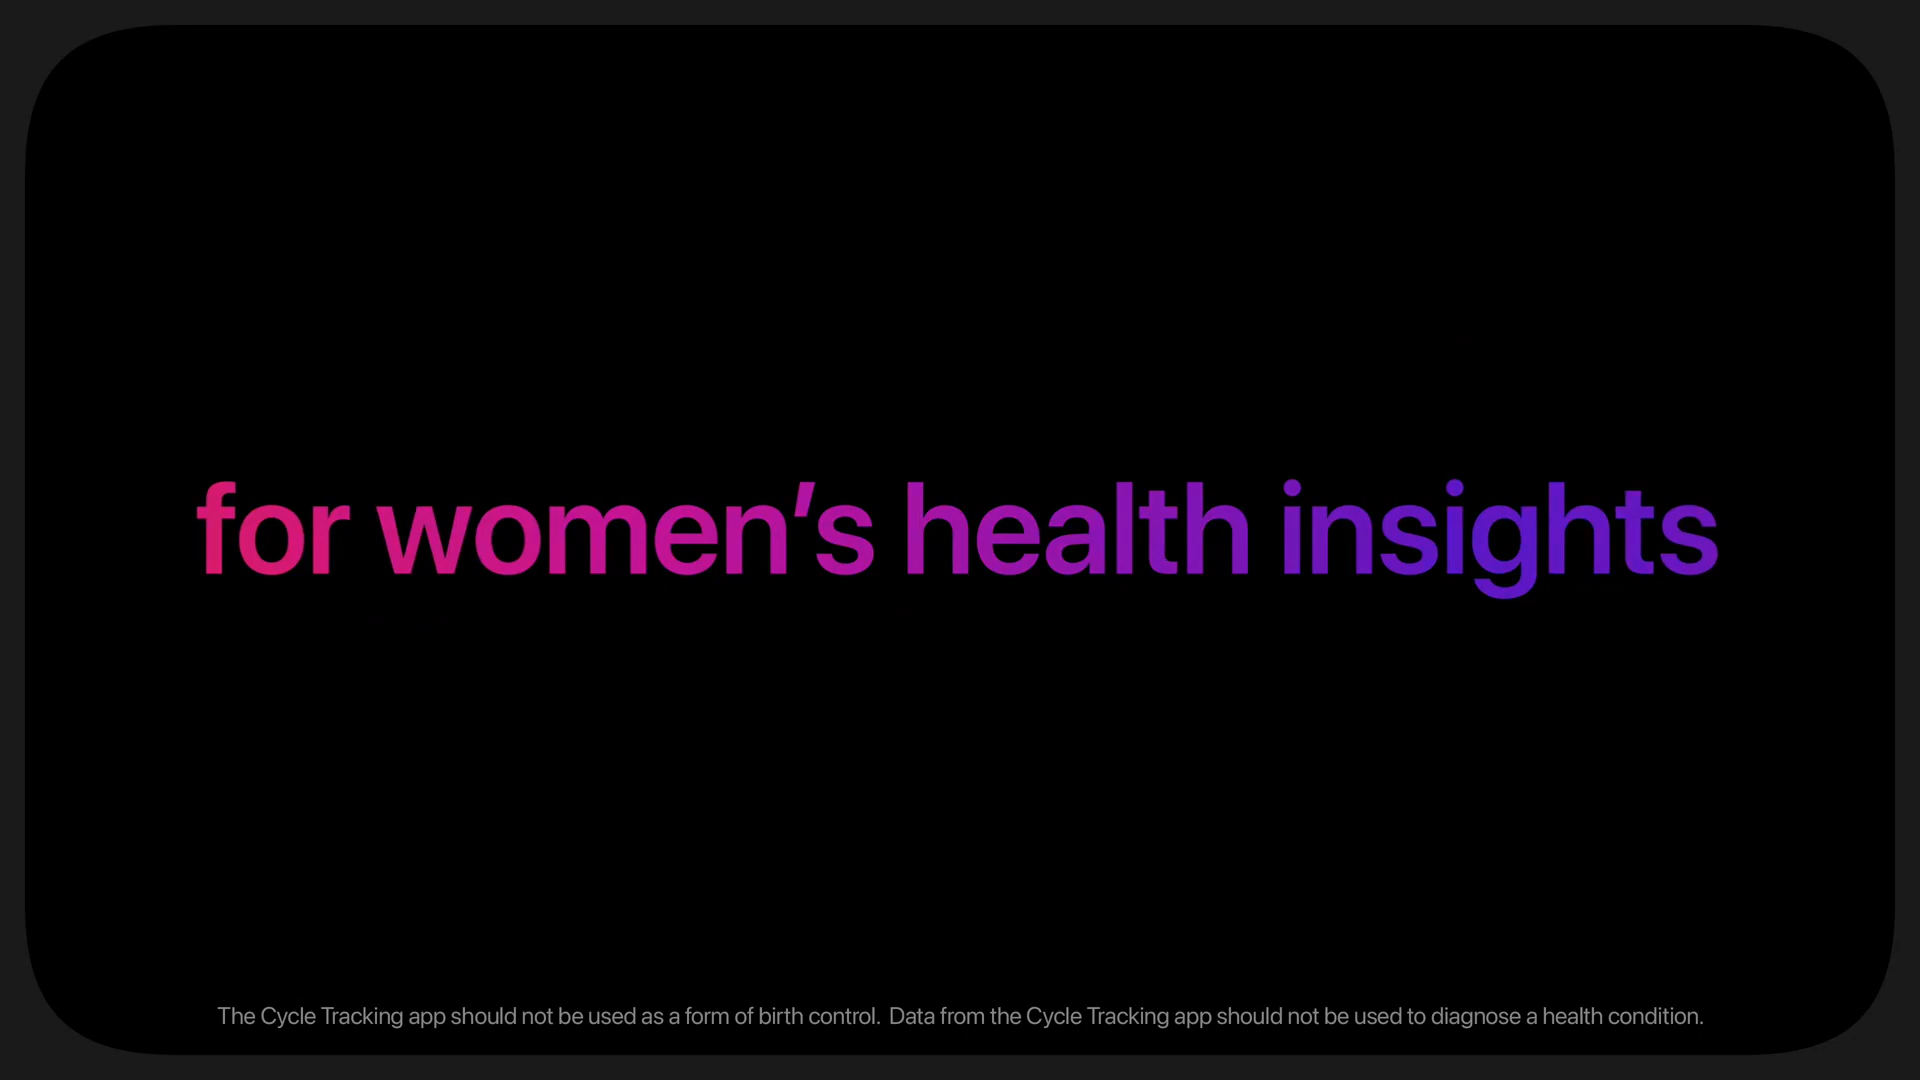 for women’s health insights
The Cycle Tracking app should not be used as a form of birth control.  Data from the Cycle Tracking app should not be used to diagnose a health condition.